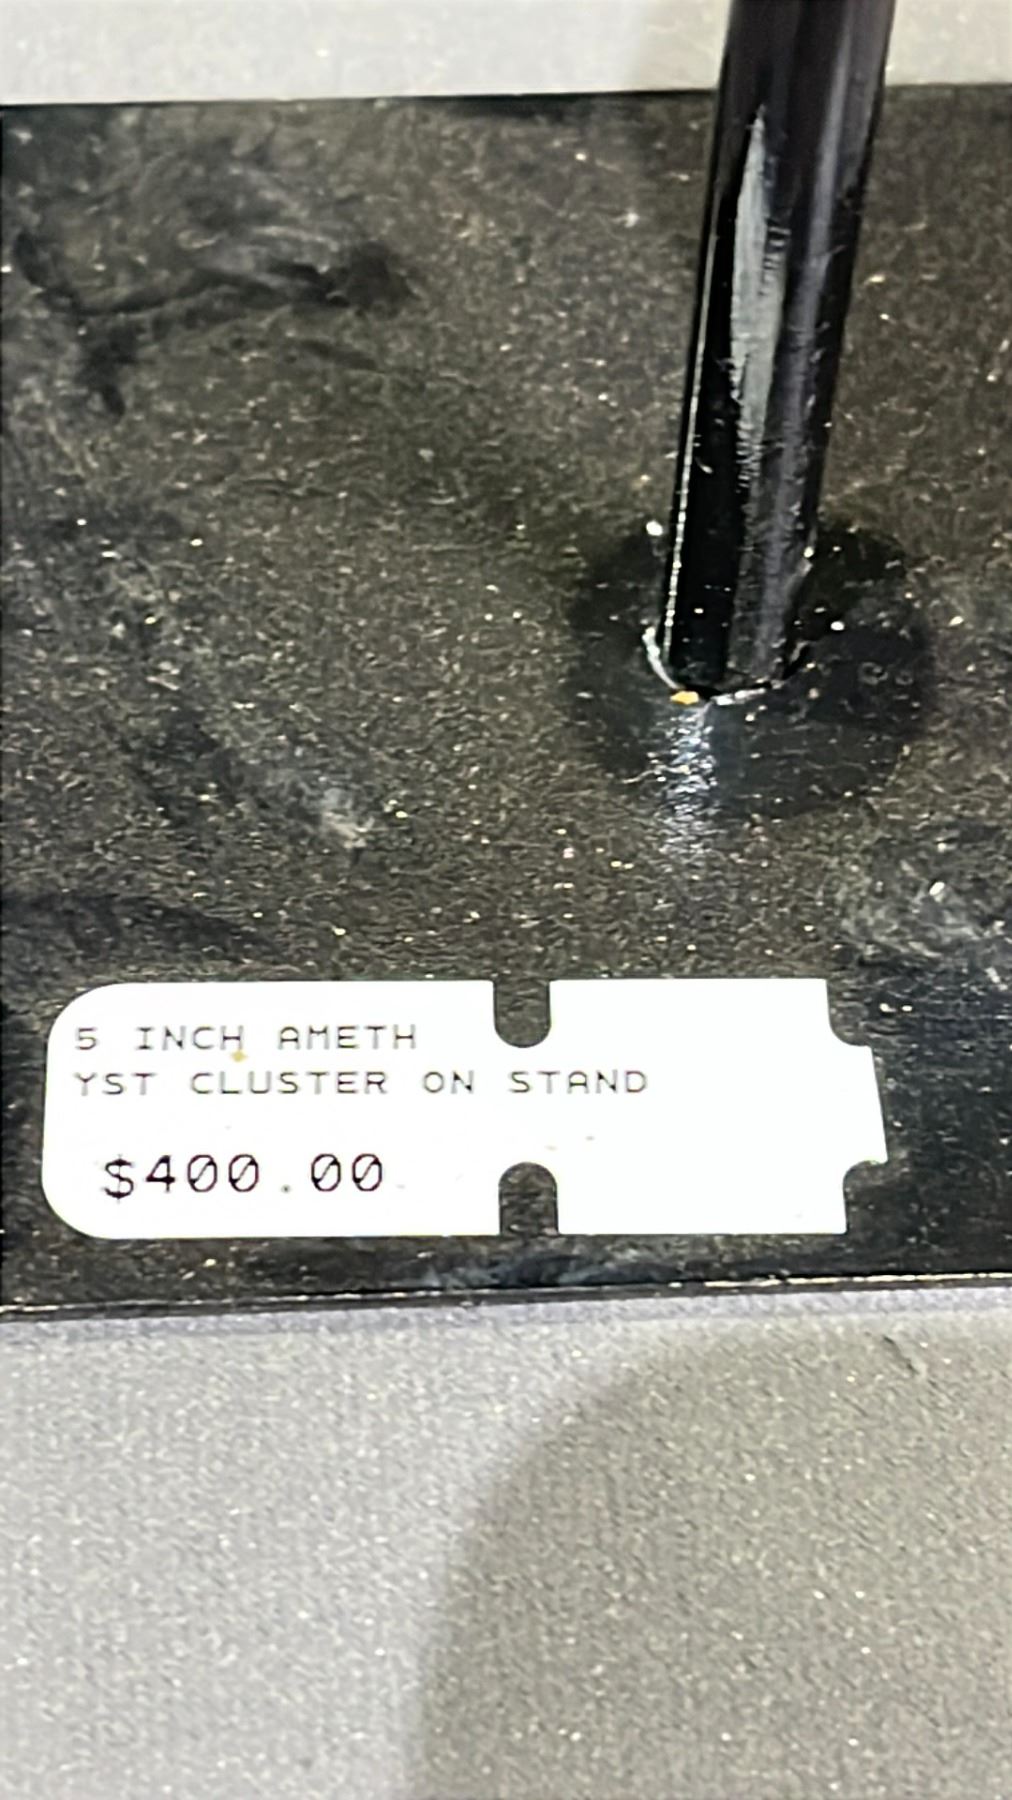 5 INCH AMETH
YST CLUSTER ON STAND
$400.00